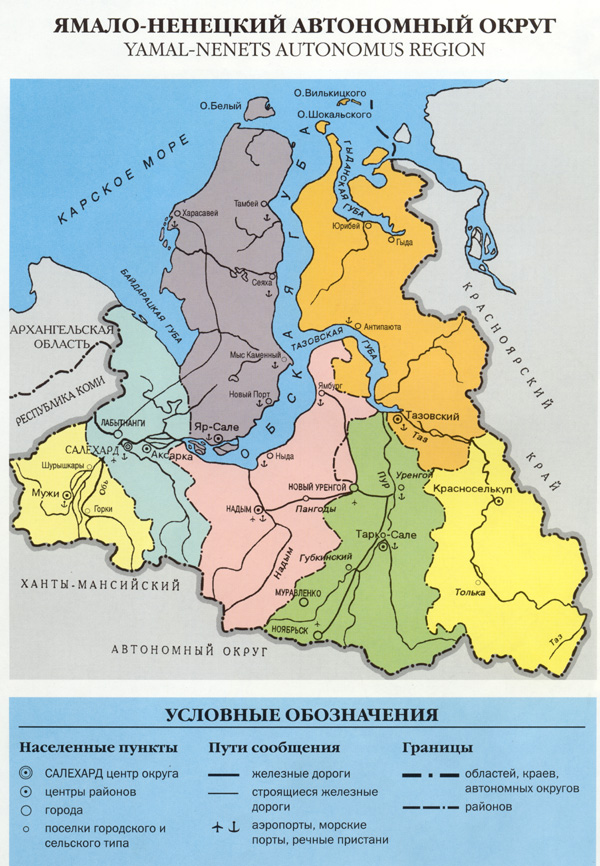 ЯМАЛО-НЕНЕЦКИЙ АВТОНОМНЫЙ ОКРУГ
YAMAL-NENETS AUTONOMUS REGION
О.Вилькицкого
О.Белый
О.Шокальского
КАРСКОЕ МОРЕ
ГЫДАНСКАЯ ГУБА
Тамбей
Харасавей
Юрибей
Гыда
Сеяха
БАЙДАРАЦКАЯ ГУБА
ОБСКАЯ ГУБА
КРАСНОЯРСКИЙ
КРАЙ
АРХАНГЕЛЬСКАЯ
ОБЛАСТЬ
ТАЗОВСКАЯ
ГУБА
Антипаюта
Мыс Каменный
РЕСПУБЛИКА КОМИ
Новый Порт
Ямбург
ЛАБЫТНАНГИ
Яр-Сале
Тазовский
Таз
САЛЕХАРД
Аксарка
Ныда
Шурышкары
Обь
Мужи
Горки
НОВЫЙ УРЕНГОЙ
Пангоды
ПУР
Уренгой
Красноселькуп
НАДЫМ
Надым
Тарко-Сале
Губкинский
МУРАВЛЕНКО
НОЯБРЬСК
Толька
Таз
ХАНТЫ-МАНСИЙСКИЙ
АВТОНОМНЫЙ ОКРУГ
УСЛОВНЫЕ ОБОЗНАЧЕНИЯ
Населенные пункты
САЛЕХАРД центр округа
центры районов
города
поселки городского и
сельского типа
Пути сообщения
железные дороги
строящиеся железные
дороги
аэропорты, морские
порты, речные пристани
Границы
областей, краев,
автономных округов
районов